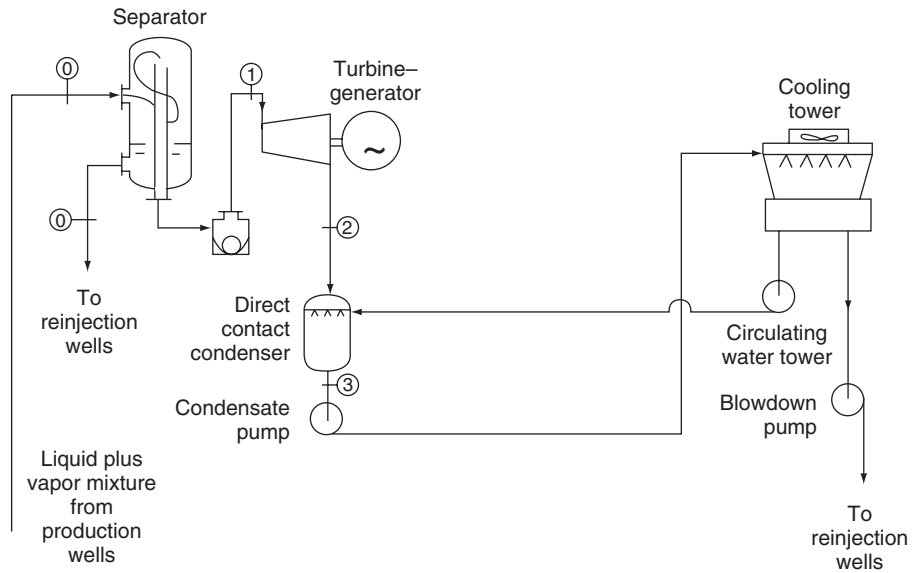 Separator
0
1
Turbine–
generator
~
Cooling
tower
0
2
To
reinjection
wells
Direct
contact
condenser
Circulating
water tower
3
Condensate
pump
Blowdown
pump
Liquid plus
vapor mixture
from
production
wells
To
reinjection
wells